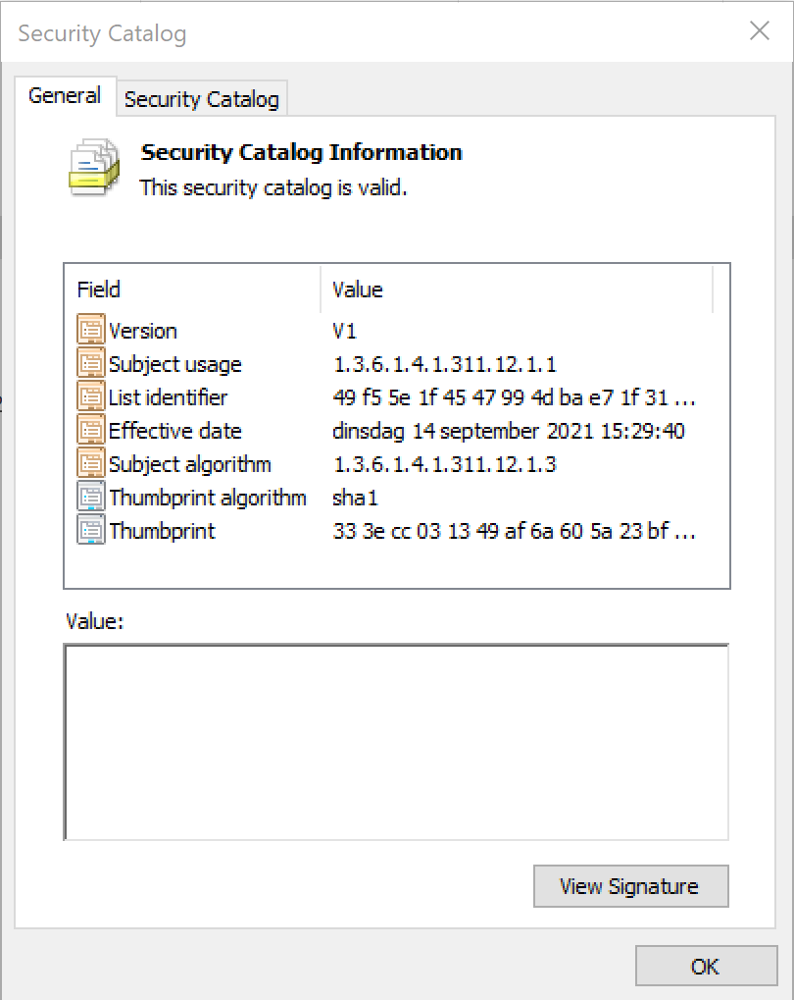 Security Catalog
General
Security Catalog
Security Catalog Information
This security catalog is valid.
Field Value
Version V1
Subject usage 1.3.6.1.4.1.311.12.1.1
List identifier 49 f5 5e 1f 45 47 99 4d ba e7 1f 31 ...
Effective date dinsdag 14 september 2021 15:29:40
Subject algorithm 1.3.6.1.4.1.311.12.1.3
Thumbprint algorithm sha1
Thumbprint 33 3e cc 03 13 49 af 6a 60 5a 23 bf ...
Value:
View Signature
OK